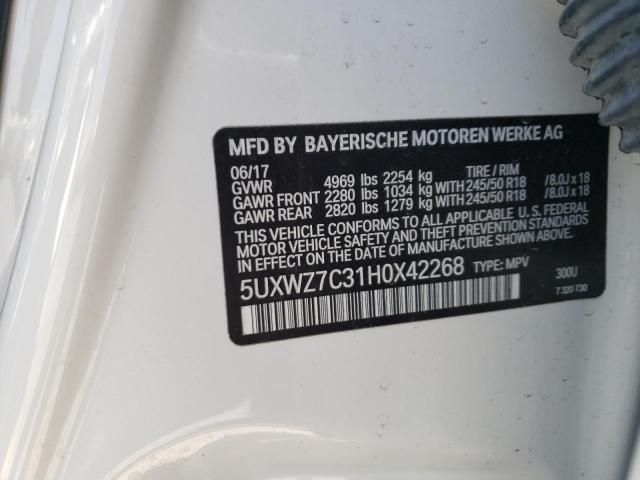 MFD BY BAYERISCHE MOTOREN WERKE AG
06/17 TIRE / RIM
GVWR 4969 lbs 2254 kg
GAWR FRONT 2280 lbs 1034 kg WITH 245/50 R18 /8.0J x 18
GAWR REAR 2820 lbs 1279 kg WITH 245/50 R18 /8.0J x 18
THIS VEHICLE CONFORMS TO ALL APPLICABLE U.S. FEDERAL
MOTOR VEHICLE SAFETY AND THEFT PREVENTION STANDARDS
IN EFFECT ON THE DATE OF MANUFACTURE SHOWN ABOVE.
5UXWZ7C31H0X42268 TYPE: MPV 300U
7 320 730